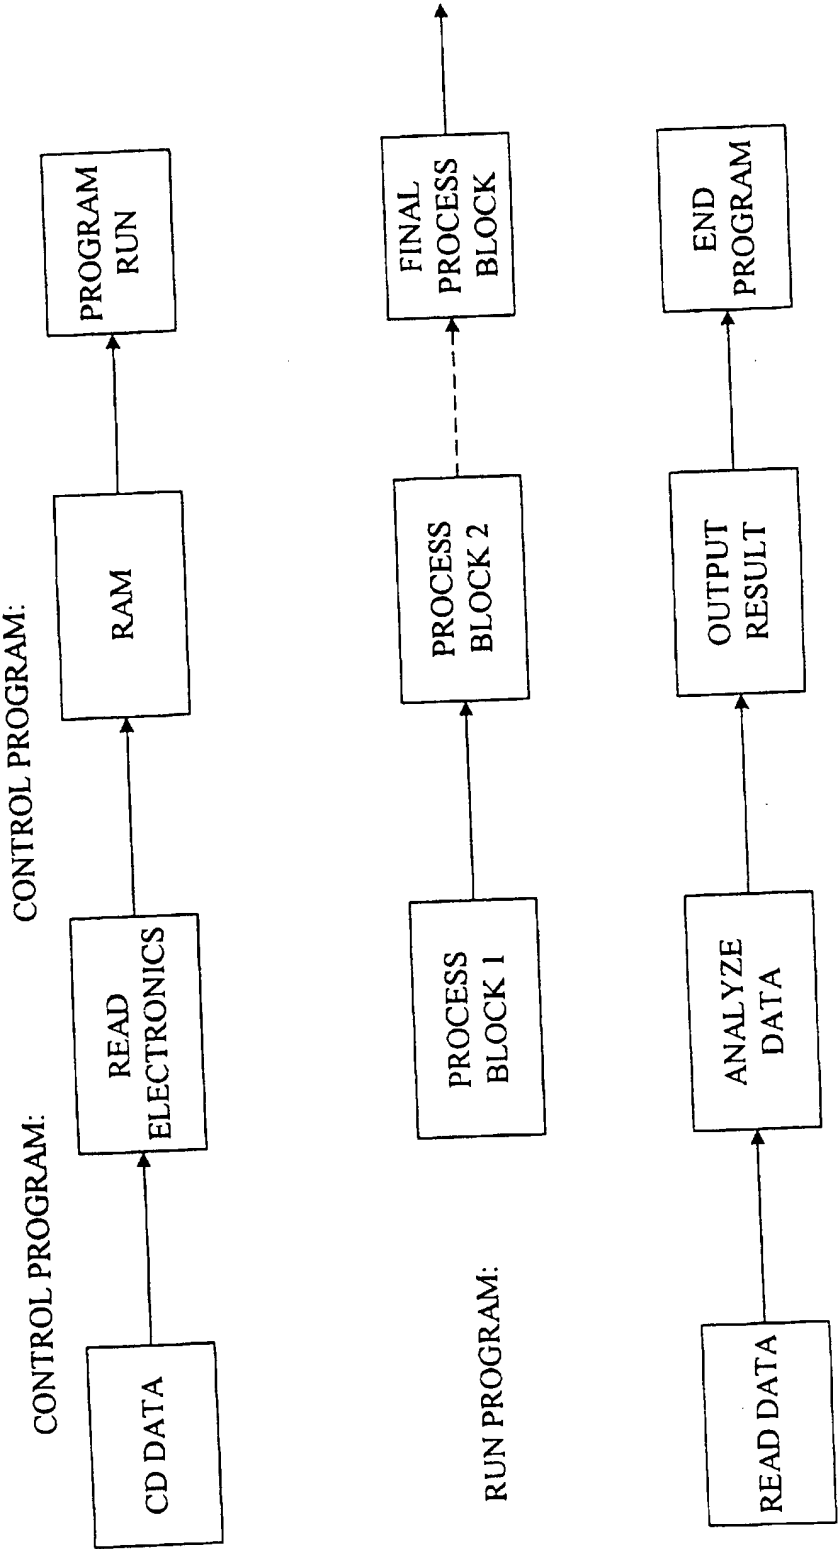 CONTROL PROGRAM:
CONTROL PROGRAM:
CD DATA
READ
ELECTRONICS
RAM
PROGRAM
RUN
RUN PROGRAM:
PROCESS
BLOCK 1
PROCESS
BLOCK 2
FINAL
PROCESS
BLOCK
READ DATA
ANALYZE
DATA
OUTPUT
RESULT
END
PROGRAM